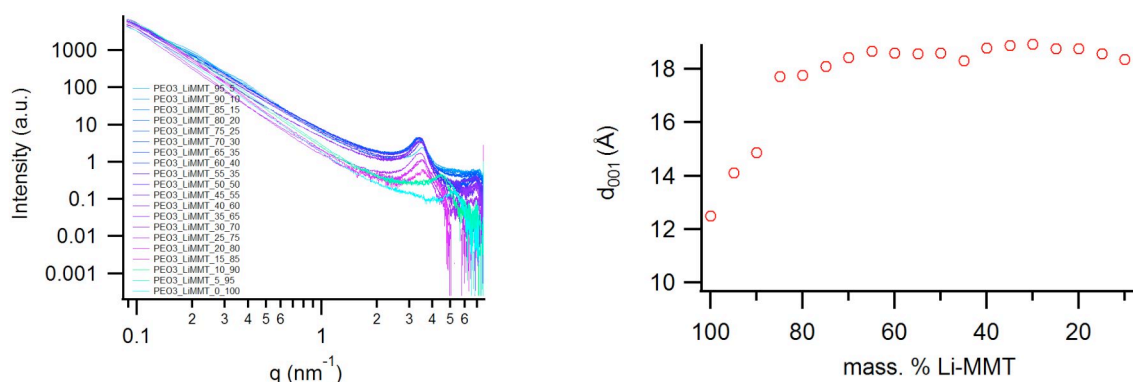 Intensity (a.u.)
1000
100
10
1
0.1
0.01
0.001
PEO3_LiMMT_95_5
PEO3_LiMMT_90_10
PEO3_LiMMT_85_15
PEO3_LiMMT_80_20
PEO3_LiMMT_75_25
PEO3_LiMMT_70_30
PEO3_LiMMT_65_35
PEO3_LiMMT_60_40
PEO3_LiMMT_55_35
PEO3_LiMMT_50_50
PEO3_LiMMT_45_55
PEO3_LiMMT_40_60
PEO3_LiMMT_35_65
PEO3_LiMMT_30_70
PEO3_LiMMT_25_75
PEO3_LiMMT_20_80
PEO3_LiMMT_15_85
PEO3_LiMMT_10_90
PEO3_LiMMT_5_95
PEO3_LiMMT_0_100
2 4 5 6 2 3 4 5 6
0.1 1
q (nm⁻¹)
d₀₀₁ (Å)
18
16
14
12
10
100 80 60 40 20
mass. % Li-MMT